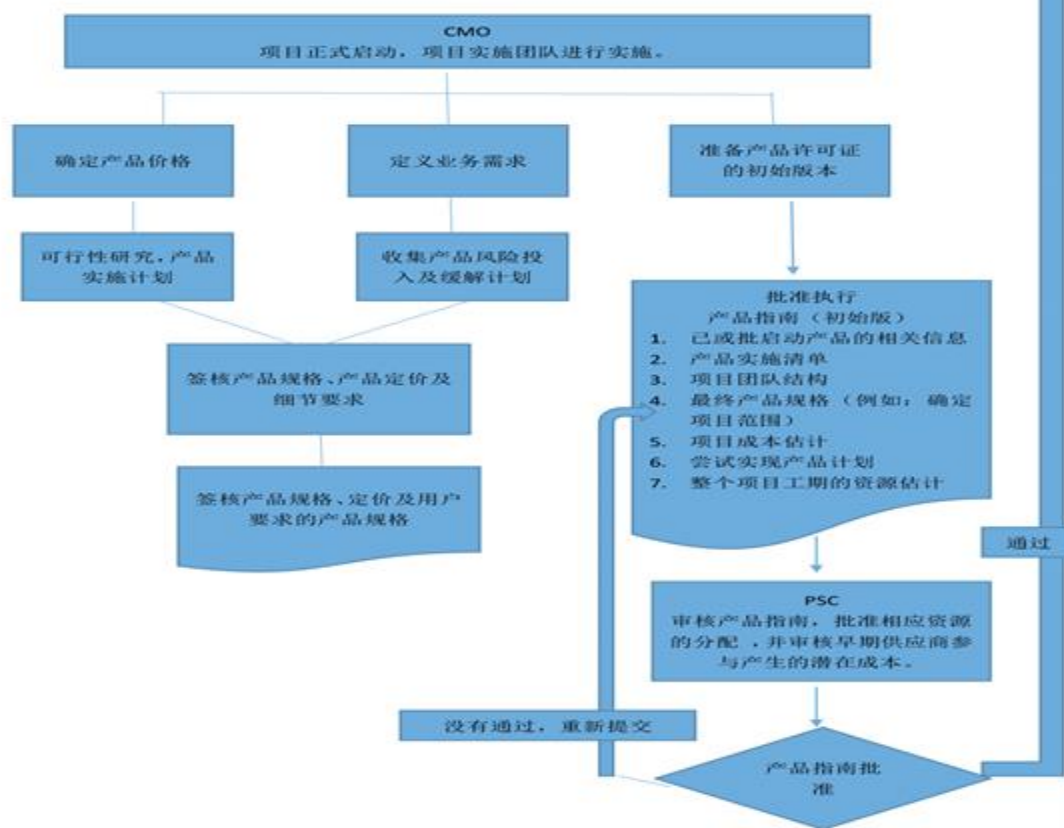 CMO
项目正式启动，项目实施团队进行实施。
确定产品价格
定义业务需求
准备产品许可证
的初始版本
可行性研究，产品
实施计划
收集产品风险投
入及缓解计划
批准执行
产品指南（初始版）
1. 已或批启动产品的相关信息
2. 产品实施清单
3. 项目团队结构
4. 最终产品规格（例如：确定
项目范围）
5. 项目成本估计
6. 尝试实现产品计划
7. 整个项目工期的资源估计
签核产品规格、产品定价及
细节要求
签核产品规格、定价及用户
要求的产品规格
通过
PSC
审核产品指南，批准相应资源
的分配，并审核早期供应商参
与产生的潜在成本。
没有通过，重新提交
产品指南批
准